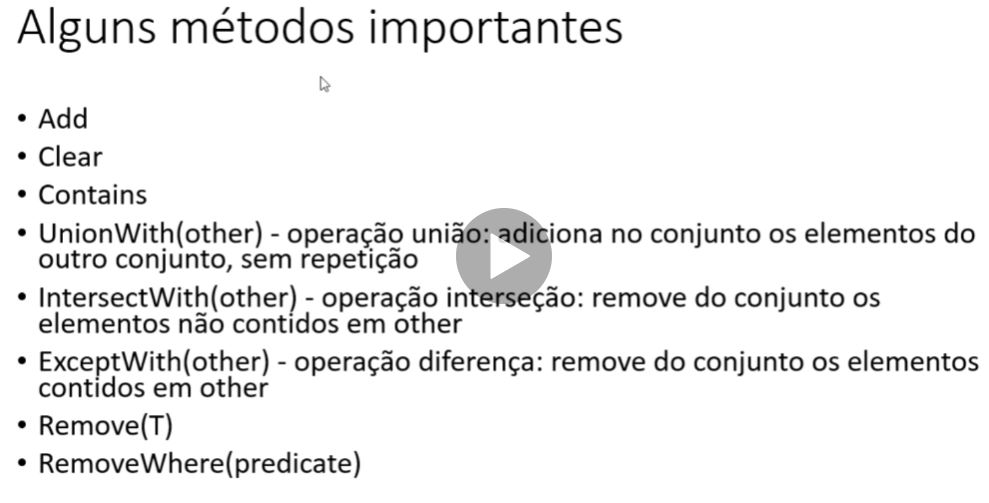 Alguns métodos importantes
• Add
• Clear
• Contains
• UnionWith(other) - operação união: adiciona no conjunto os elementos do
outro conjunto, sem repetição
• IntersectWith(other) - operação interseção: remove do conjunto os
elementos não contidos em other
• ExceptWith(other) - operação diferença: remove do conjunto os elementos
contidos em other
• Remove(T)
• RemoveWhere(predicate)